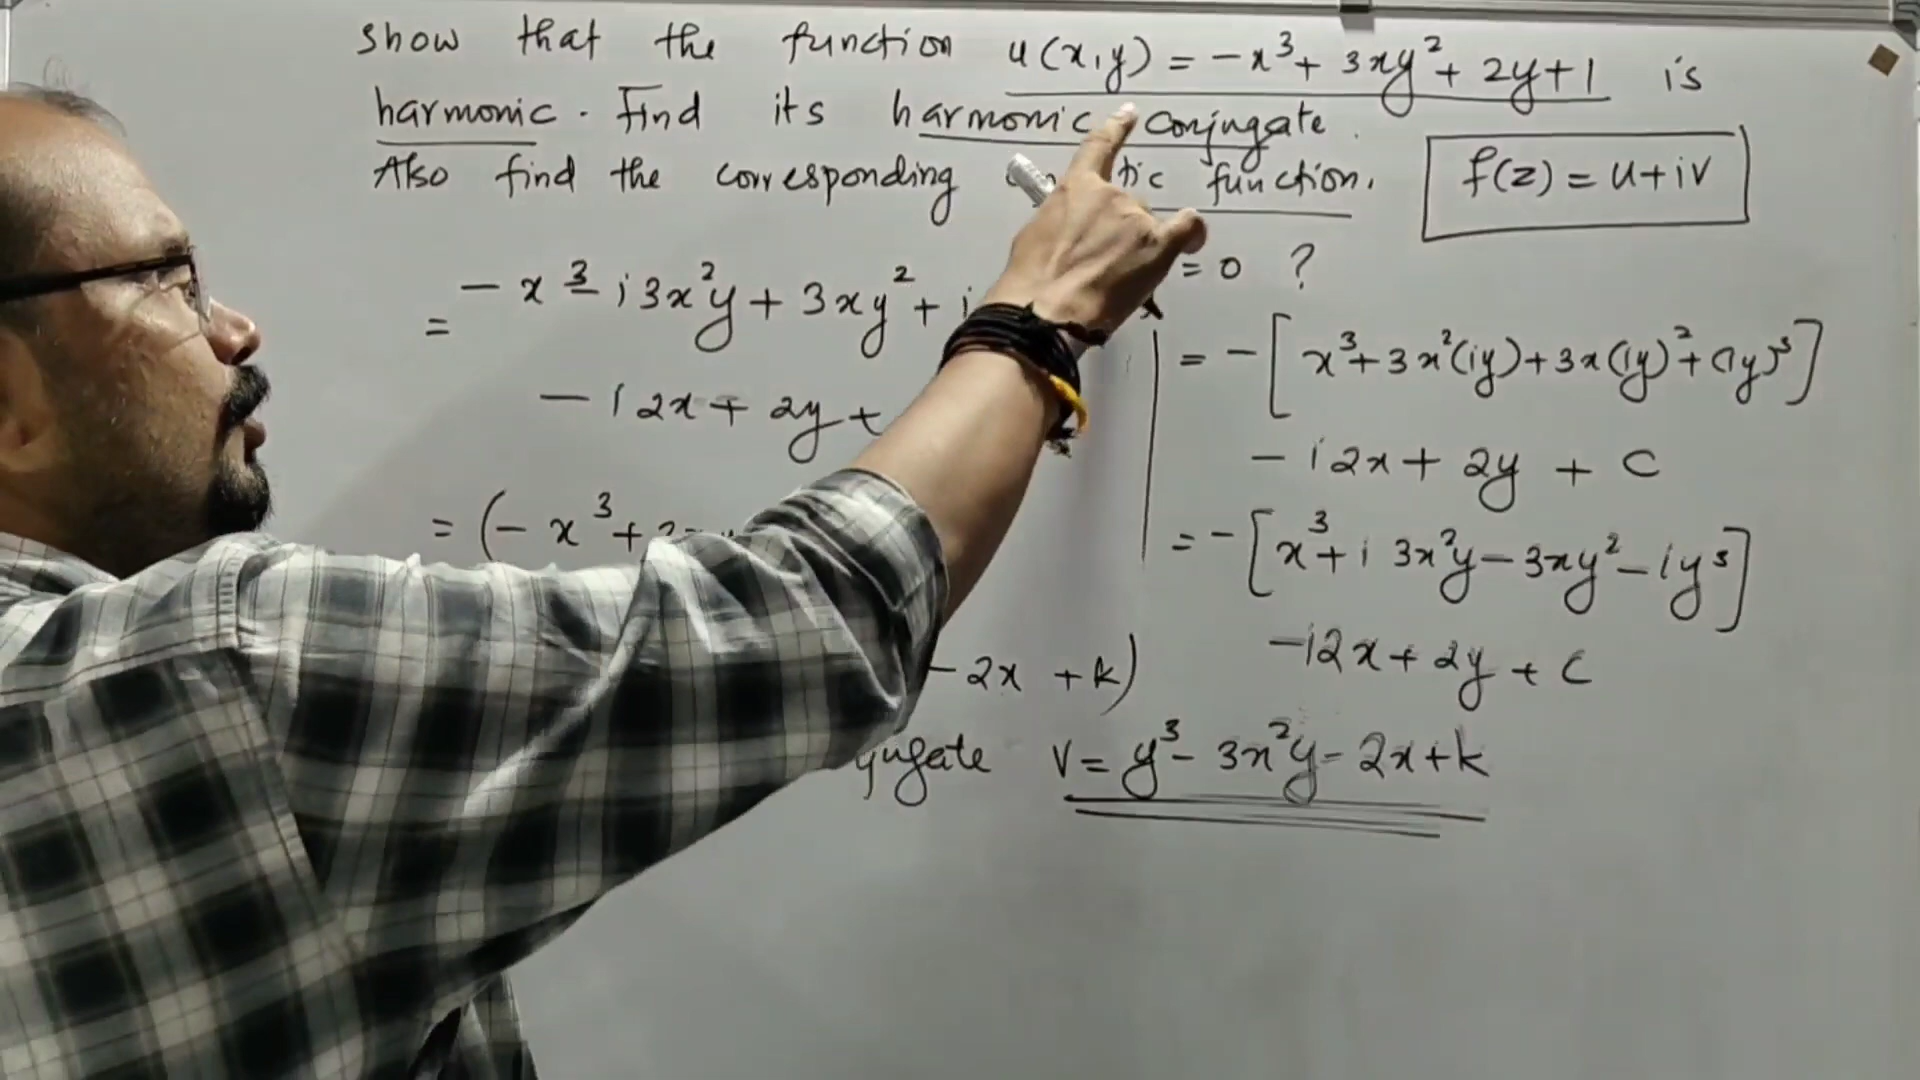 show that the function u(x,y) = -x³ + 3xy² + 2y + 1 is
harmonic. Find its harmonic conjugate.
Also find the corresponding function.
f(z) = u + iv
= 0 ?
= -x³ - i3x²y + 3xy² + i
- i2x + 2y +
= (-x³ +
- 2x + k)
v = y³ - 3x²y - 2x + k
= -[x³ + 3x²(iy) + 3x(iy)² + (iy)³]
- i2x + 2y + c
= -[x³ + i3x²y - 3xy² - iy³]
- i2x + 2y + c